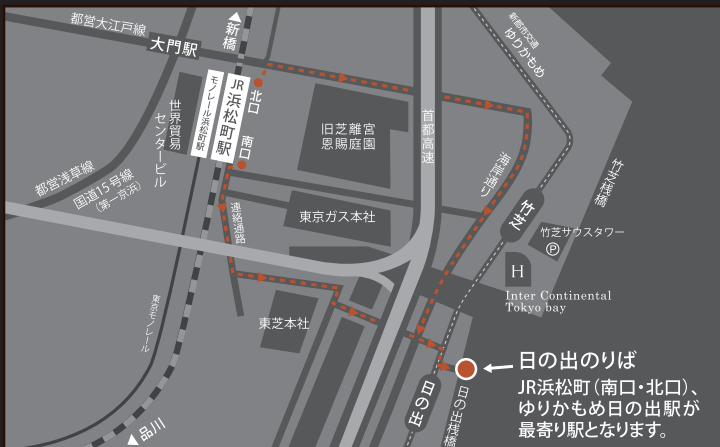 都営大江戸線
大門駅
新橋
新都市交通
ゆりかもめ
北口
JR浜松町駅
モノレール浜松町駅
世界貿易
センタービル
南口
旧芝離宮
恩賜庭園
首都高速
海岸通り
竹芝桟橋
都営浅草線
国道15号線
(第一京浜)
連絡通路
東京ガス本社
竹芝
竹芝サウスタワー
P
H
Inter Continental
Tokyo bay
東京モノレール
東芝本社
品川
日の出
日の出桟橋
日の出のりば
JR浜松町(南口・北口)、
ゆりかもめ日の出駅が
最寄り駅となります。